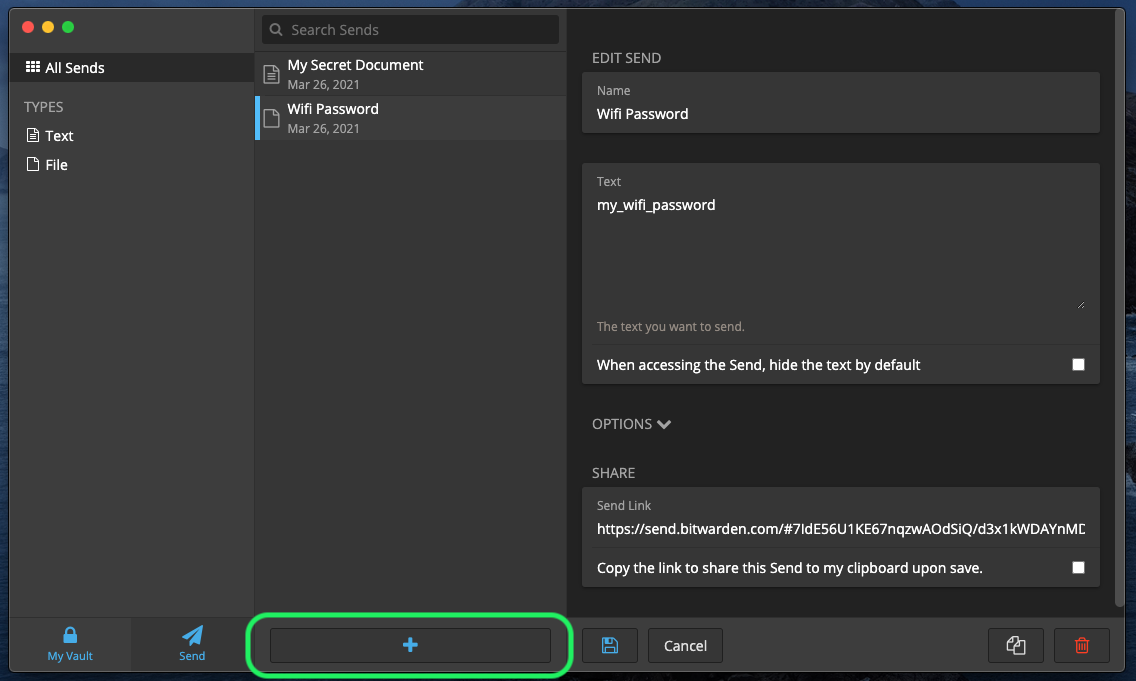 All Sends
TYPES
Text
File
My Vault
Send
Search Sends
My Secret Document
Mar 26, 2021
Wifi Password
Mar 26, 2021
EDIT SEND
Name
Wifi Password
Text
my_wifi_password
The text you want to send.
When accessing the Send, hide the text by default
OPTIONS
SHARE
Send Link
https://send.bitwarden.com/#7IdE56U1KE67nqzwAOdSiQ/d3x1kWDAYnMD
Copy the link to share this Send to my clipboard upon save.
Cancel